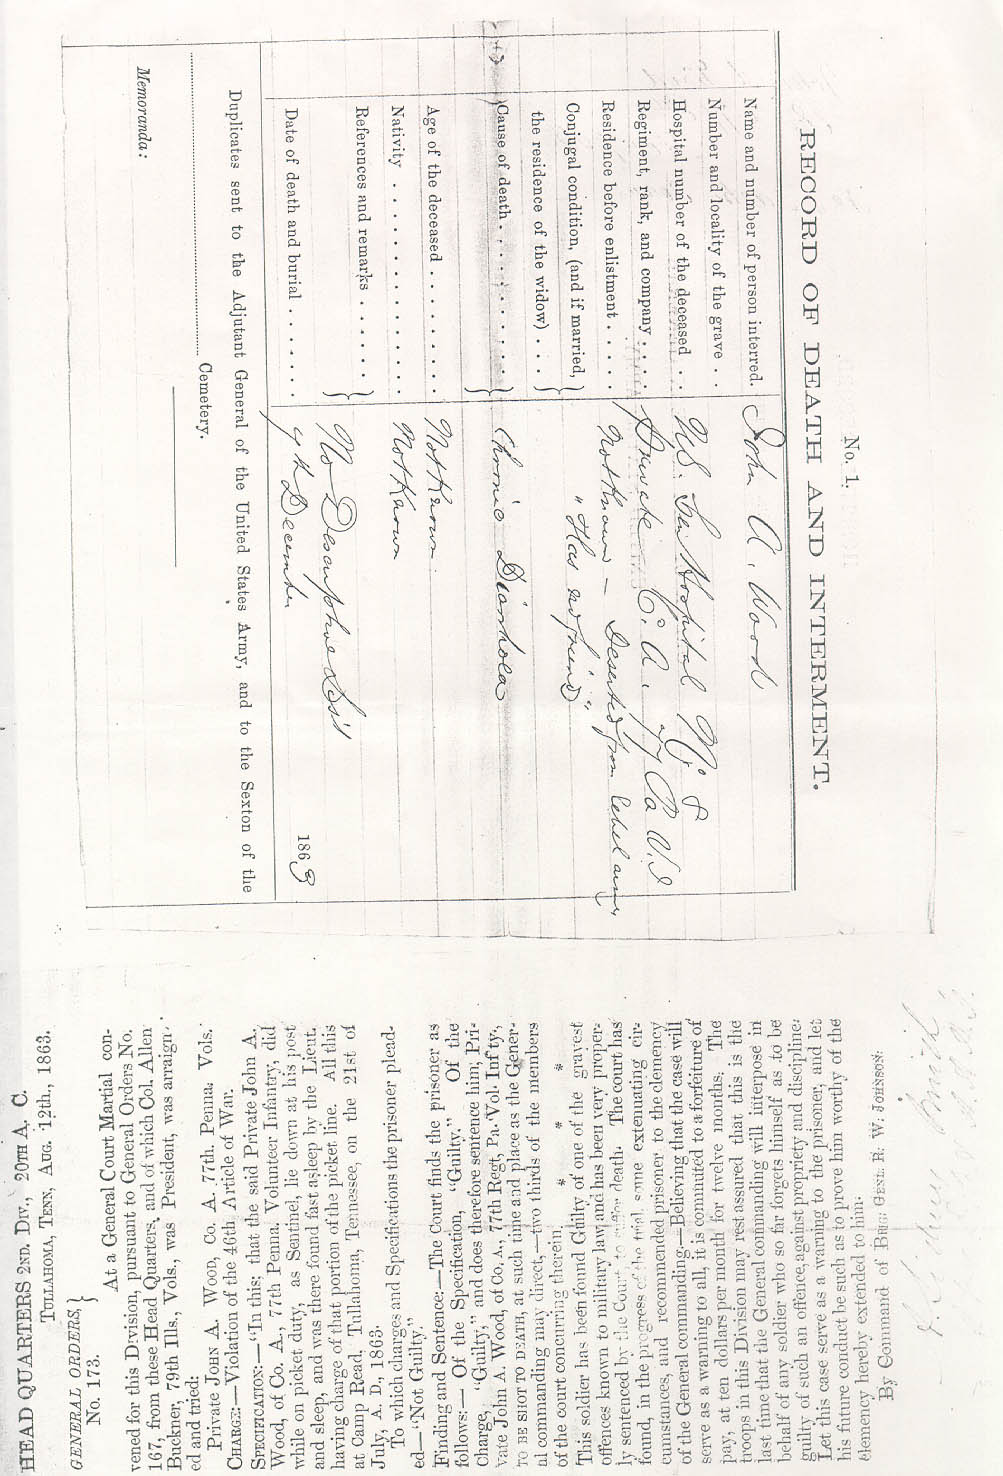 No. 1.
RECORD OF DEATH AND INTERMENT.
Name and number of person interred. John A. Wood
Number and locality of the grave . .
Hospital number of the deceased . . U.S. Gen Hospital No 8
Regiment, rank, and company . . . . Private C. A. 77 Pa V. I
Residence before enlistment . . . . . Not Known — Deserted from rebel army
Conjugal condition, (and if married, } "Has no friends"
the residence of the widow) . . . }
Cause of death . . . . . . . . . } Chronic Diarrhoea
Age of the deceased . . . . . . . . Not Known
Nativity . . . . . . . . . . . . Not Known
References and remarks . . . . . . } No Descriptive List
Date of death and burial . . . . . . . 7th December 1863
Duplicates sent to the Adjutant General of the United States Army, and to the Sexton of the
Cemetery.
Memoranda:
HEAD QUARTERS 2ND. DIV., 20TH A. C.
TULLAHOMA, TENN, AUG. 12th., 1863.
GENERAL ORDERS, }
No. 173. }
At a General Court Martial con-
vened for this Division, pursuant to General Orders No.
167, from these Head Quarters, and of which Col. Allen
Buckner, 79th Ills., Vols., was President, was arraign-
ed and tried:
Private JOHN A. WOOD, Co. A. 77th. Penna. Vols.
CHARGE:—Violation of the 46th. Article of War.
SPECIFICATION:—"In this; that the said Private John A.
Wood, of Co. A., 77th Penna. Volunteer Infantry, did
while on picket duty, as Sentinel, lie down at his post
and sleep, and was there found fast asleep by the Lieut.
having charge of that portion of the picket line. All this
at Camp Read, Tullahoma, Tennessee, on the 21st of
July, A. D., 1863.
To which charges and Specifications the prisoner plead-
ed—"Not Guilty."
Finding and Sentence:—The Court finds the prisoner as
follows:— Of the Specification, "Guilty." Of the
Charge, "Guilty," and does therefore sentence him, Pri-
vate John A. Wood, of Co. A., 77th Regt, Pa. Vol. Inf'ty,
TO BE SHOT TO DEATH, at such time and place as the Gener-
al commanding may direct,—two thirds of the members
of the court concurring therein.
* * * * *
This soldier has been found Guilty of one of the gravest
offences known to military law, and has been very proper-
ly sentenced by the Court to suffer death. The court has
found, in the progress of the trial, some extenuating cir-
cumstances, and recommended prisoner to the clemency
of the General commanding.—Believing that the case will
serve as a warning to all, it is commuted to a forfeiture of
pay, at ten dollars per month for twelve months. The
troops in this Division may rest assured that this is the
last time that the General commanding will interpose in
behalf of any soldier who so far forgets himself as to be
guilty of such an offence, against propriety and discipline.
Let this case serve as a warning to the prisoner, and let
his future conduct be such as to prove him worthy of the
clemency hereby extended to him.
By Command of BRIG. GENL. R. W. JOHNSON: